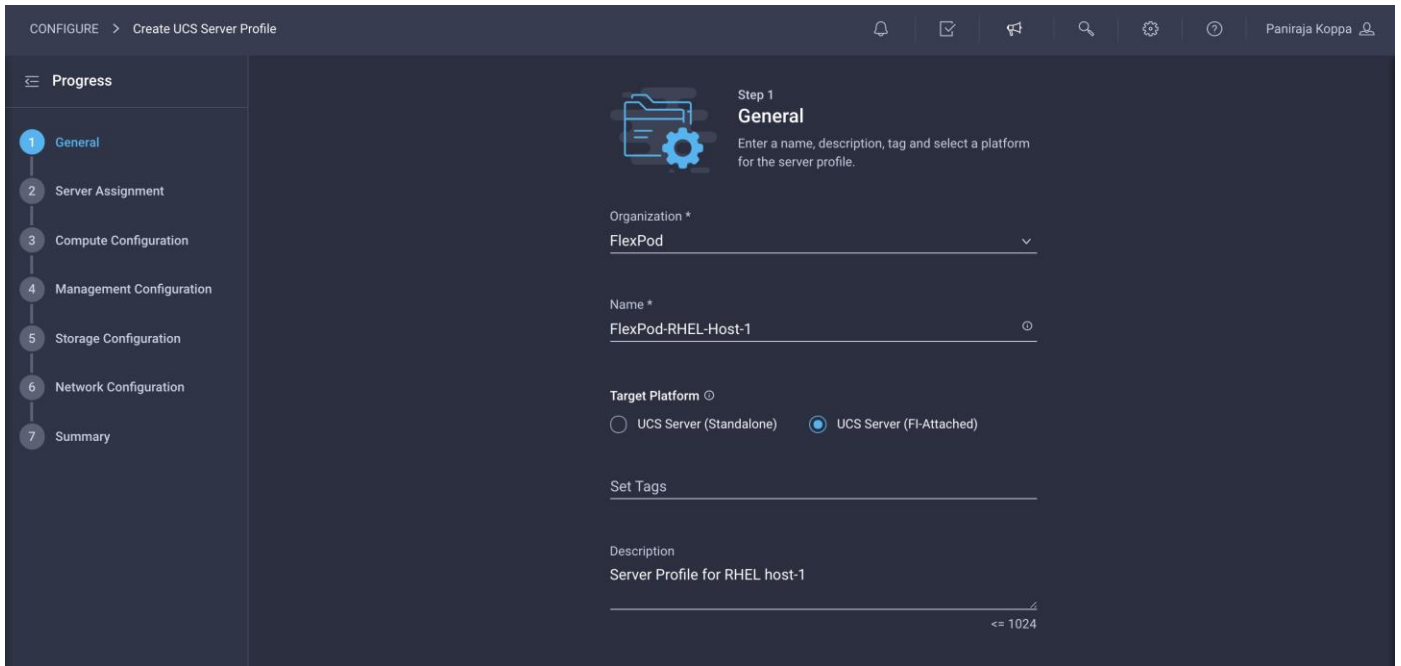 CONFIGURE > Create UCS Server Profile
Paniraja Koppa
Progress
1 General
2 Server Assignment
3 Compute Configuration
4 Management Configuration
5 Storage Configuration
6 Network Configuration
7 Summary
Step 1
General
Enter a name, description, tag and select a platform
for the server profile.
Organization *
FlexPod
Name *
FlexPod-RHEL-Host-1
Target Platform
UCS Server (Standalone) UCS Server (FI-Attached)
Set Tags
Description
Server Profile for RHEL host-1
<= 1024